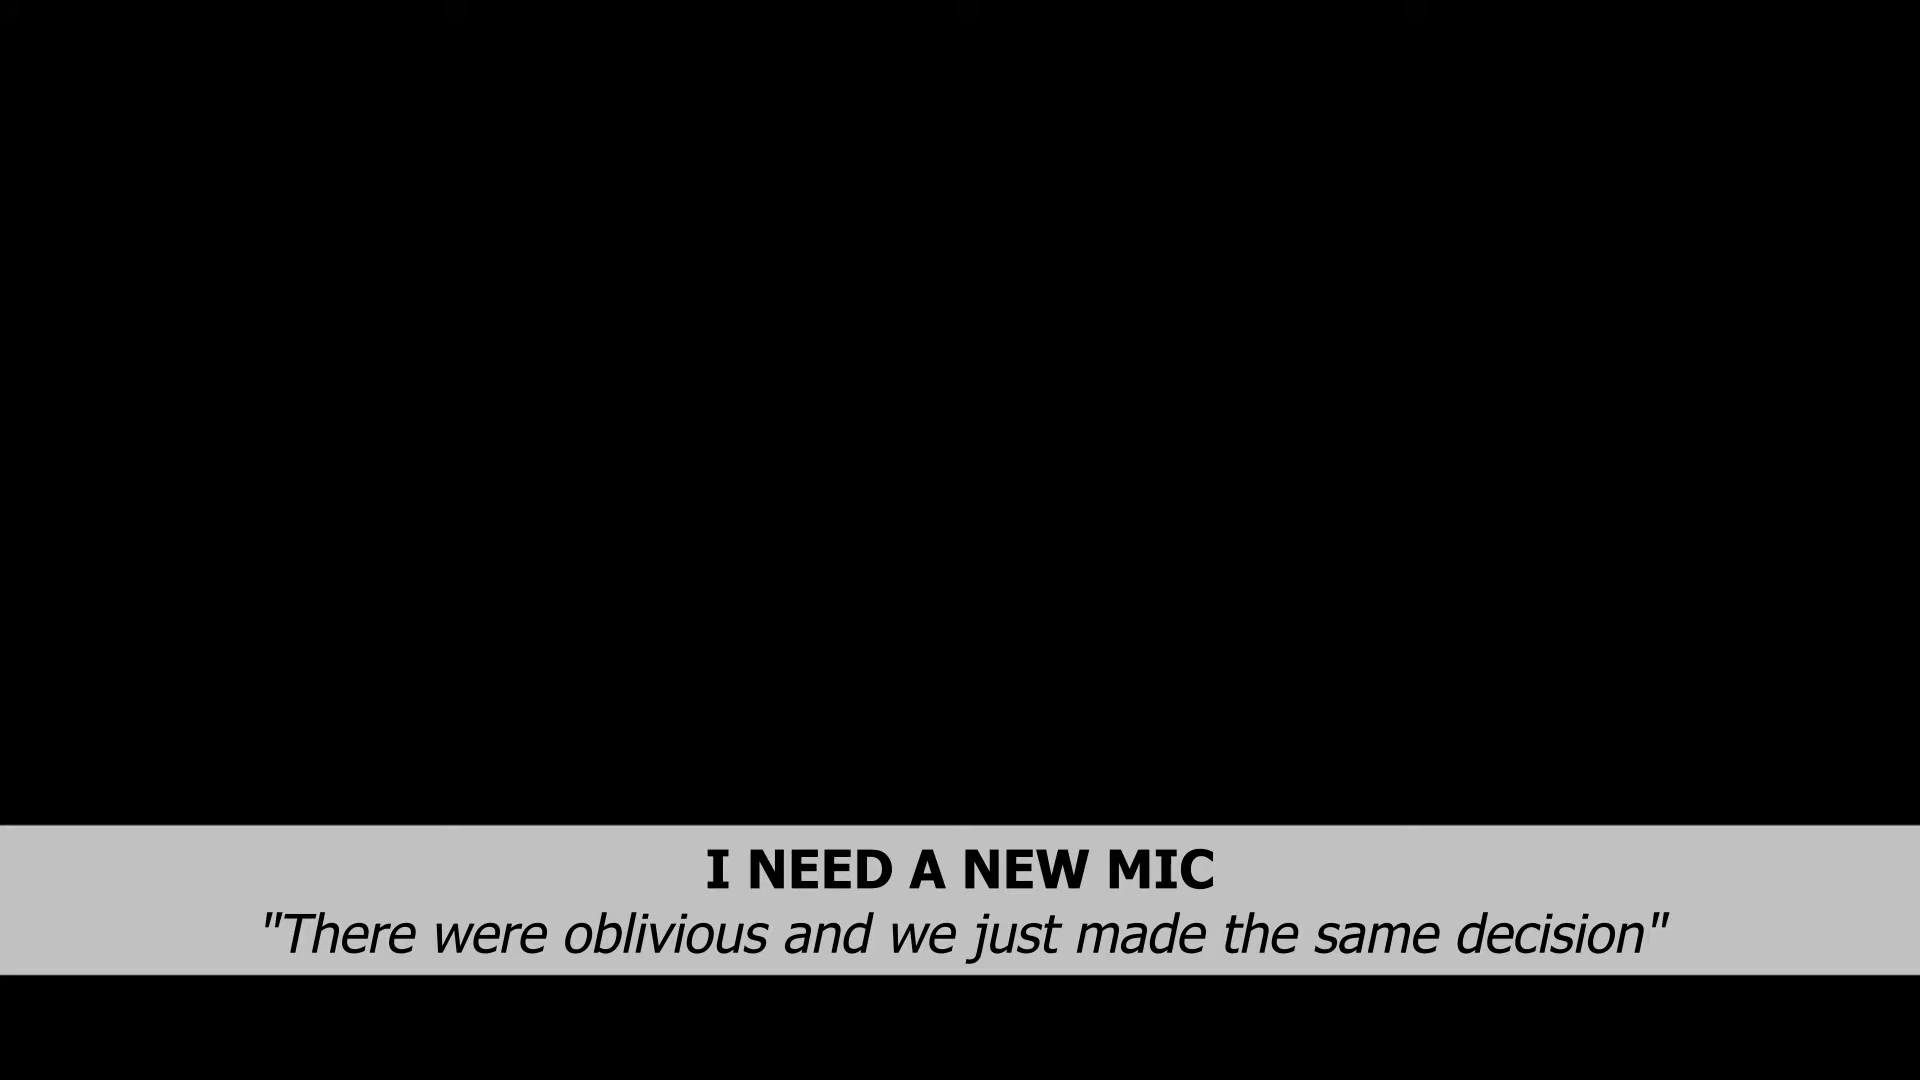 I NEED A NEW MIC
"There were oblivious and we just made the same decision"